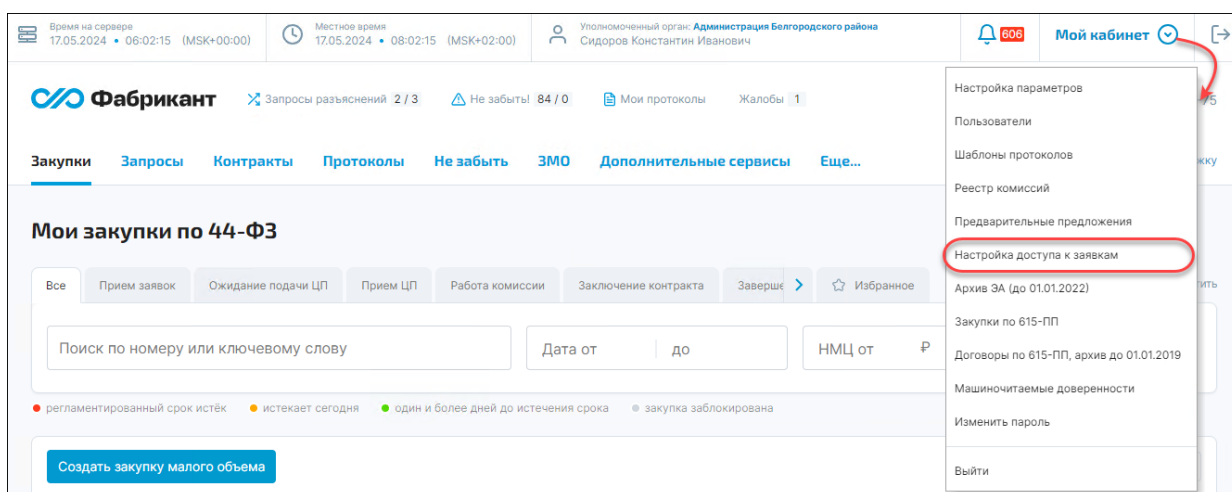 Время на сервере
17.05.2024 • 06:02:15 (MSK+00:00)
Местное время
17.05.2024 • 08:02:15 (MSK+02:00)
Уполномоченный орган: Администрация Белгородского района
Сидоров Константин Иванович
606
Мой кабинет
Фабрикант
Запросы разъяснений 2 / 3
Не забыть! 84 / 0
Мои протоколы
Жалобы 1
Закупки
Запросы
Контракты
Протоколы
Не забыть
ЗМО
Дополнительные сервисы
Еще...
Настройка параметров
Пользователи
Шаблоны протоколов
Реестр комиссий
Предварительные предложения
Настройка доступа к заявкам
Архив ЭА (до 01.01.2022)
Закупки по 615-ПП
Договоры по 615-ПП, архив до 01.01.2019
Машиночитаемые доверенности
Изменить пароль
Выйти
Мои закупки по 44-ФЗ
Все
Прием заявок
Ожидание подачи ЦП
Прием ЦП
Работа комиссии
Заключение контракта
Заверше
Избранное
Поиск по номеру или ключевому слову
Дата от
до
НМЦ от ₽
регламентированный срок истёк
истекает сегодня
один и более дней до истечения срока
закупка заблокирована
Создать закупку малого объема